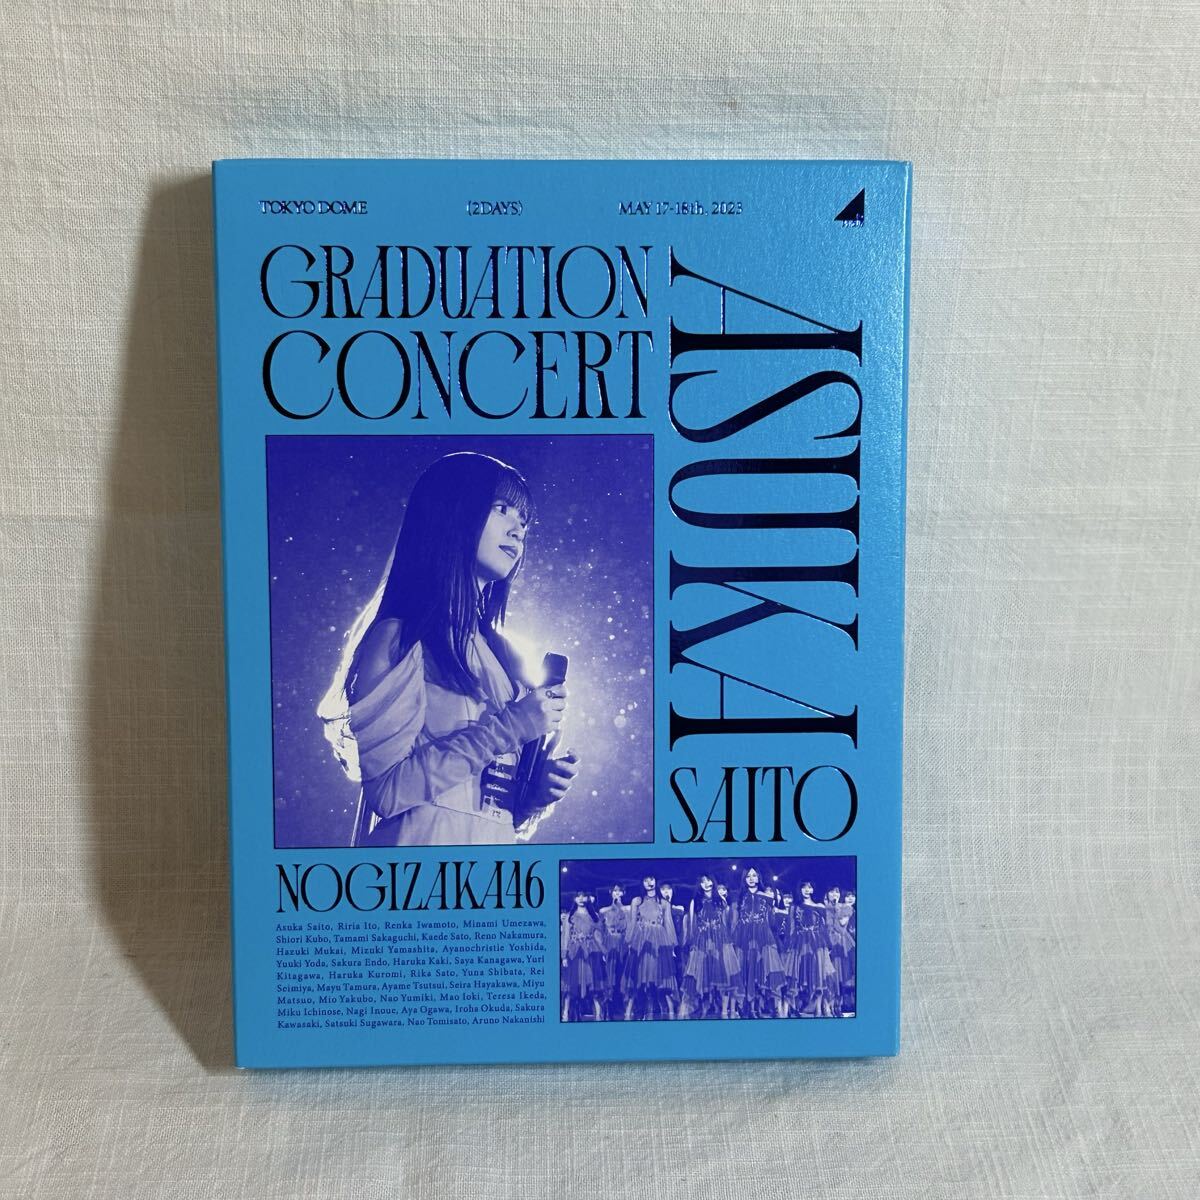 TOKYO DOME (2DAYS) MAY 17-18th, 2023
GRADUATION
CONCERT
ASUKA
SAITO
NOGIZAKA46
Asuka Saito, Riria Ito, Renka Iwamoto, Minami Umezawa,
Shiori Kubo, Tamami Sakaguchi, Kaede Sato, Reno Nakamura,
Hazuki Mukai, Mizuki Yamashita, Ayanochristie Yoshida,
Yuuki Yoda, Sakura Endo, Haruka Kaki, Saya Kanagawa, Yuri
Kitagawa, Haruka Kuromi, Rika Sato, Yuna Shibata, Rei
Seimiya, Mayu Tamura, Ayame Tsutsui, Seira Hayakawa, Miyu
Matsuo, Mio Yakubo, Nao Yumiki, Mao Ioki, Teresa Ikeda,
Miku Ichinose, Nagi Inoue, Aya Ogawa, Iroha Okuda, Sakura
Kawasaki, Satsuki Sugawara, Nao Tomisato, Aruno Nakanishi